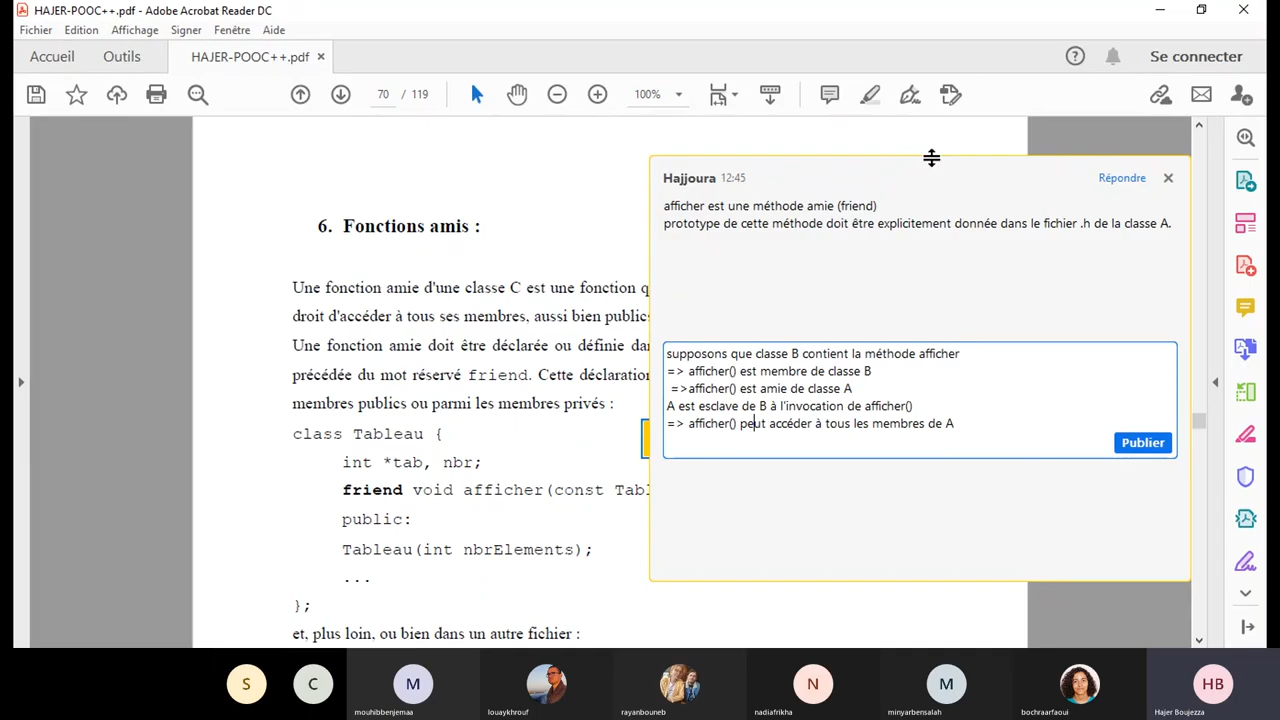 HAJER-POOC++.pdf - Adobe Acrobat Reader DC
Fichier Edition Affichage Signer Fenêtre Aide
Accueil Outils HAJER-POOC++.pdf × Se connecter
70 / 119 100%
Hajjoura 12:45 Répondre
afficher est une méthode amie (friend)
prototype de cette méthode doit être explicitement donnée dans le fichier .h de la classe A.
supposons que classe B contient la méthode afficher
=> afficher() est membre de classe B
=>afficher() est amie de classe A
A est esclave de B à l'invocation de afficher()
=> afficher() peut accéder à tous les membres de A
Publier
6. Fonctions amis :
Une fonction amie d'une classe C est une fonction q
droit d'accéder à tous ses membres, aussi bien public
Une fonction amie doit être déclarée ou définie da
précédée du mot réservé friend. Cette déclaration
membres publics ou parmi les membres privés :
class Tableau {
int *tab, nbr;
friend void afficher(const Tabl
public:
Tableau(int nbrElements);
...
};
et, plus loin, ou bien dans un autre fichier :
S C M N M HB
mouhibbenjemaa louaykhrouf rayanbouneb nadiafrikha minyarbensalah bochraarfaoui Hajer Boujezza